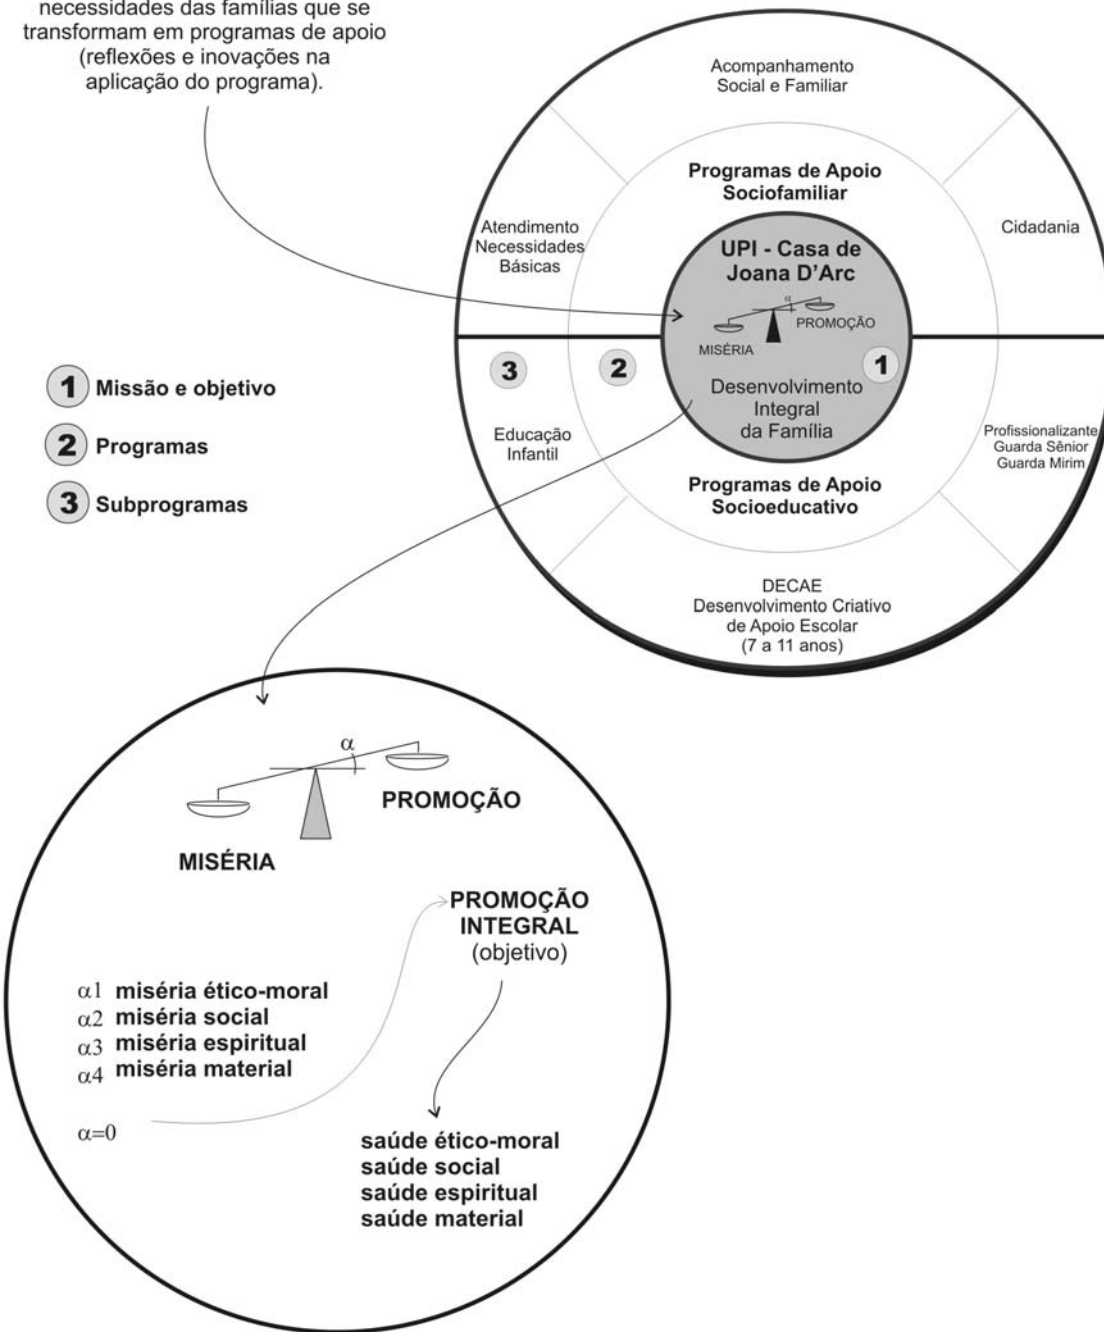 necessidades das famílias que se
transformam em programas de apoio
(reflexões e inovações na
aplicação do programa).
Acompanhamento
Social e Familiar
Programas de Apoio
Sociofamiliar
Atendimento
Necessidades
Básicas
Cidadania
UPI - Casa de
Joana D'Arc
α
PROMOÇÃO
MISÉRIA
1
3
2
Desenvolvimento
Integral
da Família
1 Missão e objetivo
2 Programas
3 Subprogramas
Educação
Infantil
Profissionalizante
Guarda Sênior
Guarda Mirim
Programas de Apoio
Socioeducativo
DECAE
Desenvolvimento Criativo
de Apoio Escolar
(7 a 11 anos)
α
PROMOÇÃO
MISÉRIA
PROMOÇÃO
INTEGRAL
(objetivo)
α1 miséria ético-moral
α2 miséria social
α3 miséria espiritual
α4 miséria material
α=0
saúde ético-moral
saúde social
saúde espiritual
saúde material